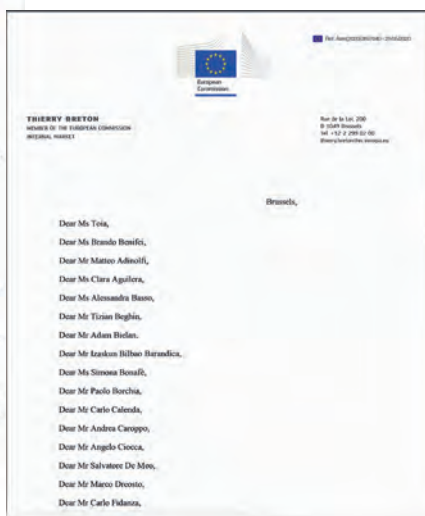 European
Commission
THIERRY BRETON
MEMBER OF THE EUROPEAN COMMISSION
INTERNAL MARKET
Rue de la Loi, 200
B-1049 Brussels
Brussels,
Dear Ms Toia,
Dear Ms Brando Benifei,
Dear Mr Matteo Adinolfi,
Dear Ms Clara Aguilera,
Dear Ms Alessandra Basso,
Dear Mr Tizian Beghin,
Dear Mr Adam Bielan,
Dear Mr Izaskun Bilbao Barandica,
Dear Ms Simona Bonafè,
Dear Mr Paolo Borchia,
Dear Mr Carlo Calenda,
Dear Mr Andrea Caroppo,
Dear Mr Angelo Ciocca,
Dear Mr Salvatore De Meo,
Dear Mr Marco Dreosto,
Dear Mr Carlo Fidanza,